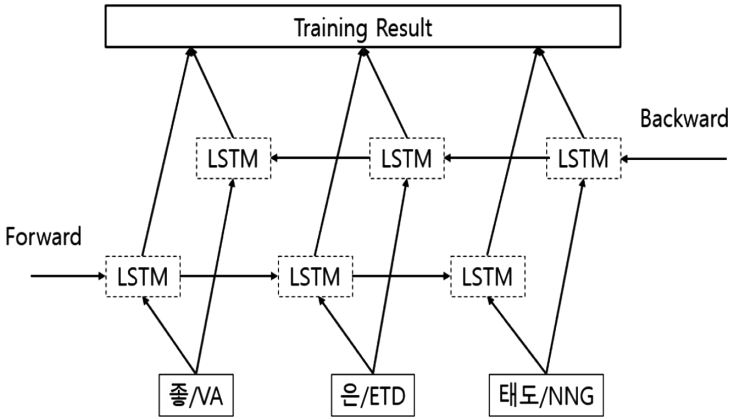 Training Result
Backward
LSTM
LSTM
LSTM
Forward
LSTM
LSTM
LSTM
좋/VA
은/ETD
태도/NNG